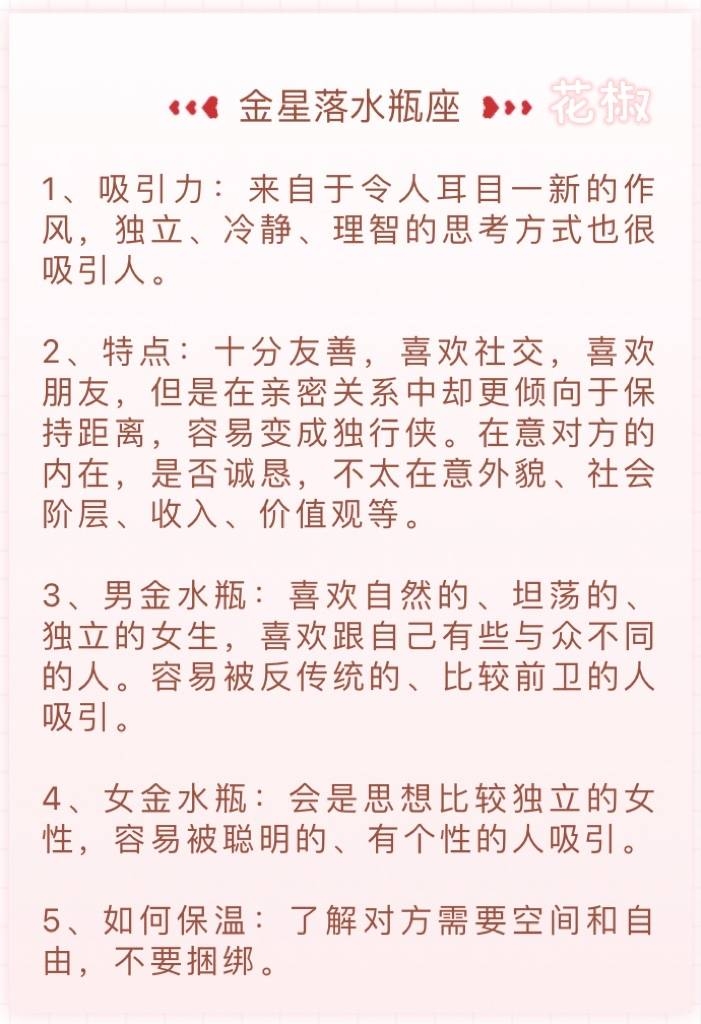 金星落水瓶座 花椒
1、吸引力：来自于令人耳目一新的作
风，独立、冷静、理智的思考方式也很
吸引人。
2、特点：十分友善，喜欢社交，喜欢
朋友，但是在亲密关系中却更倾向于保
持距离，容易变成独行侠。在意对方的
内在，是否诚恳，不太在意外貌、社会
阶层、收入、价值观等。
3、男金水瓶：喜欢自然的、坦荡的、
独立的女生，喜欢跟自己有些与众不同
的人。容易被反传统的、比较前卫的人
吸引。
4、女金水瓶：会是思想比较独立的女
性，容易被聪明的、有个性的人吸引。
5、如何保温：了解对方需要空间和自
由，不要捆绑。